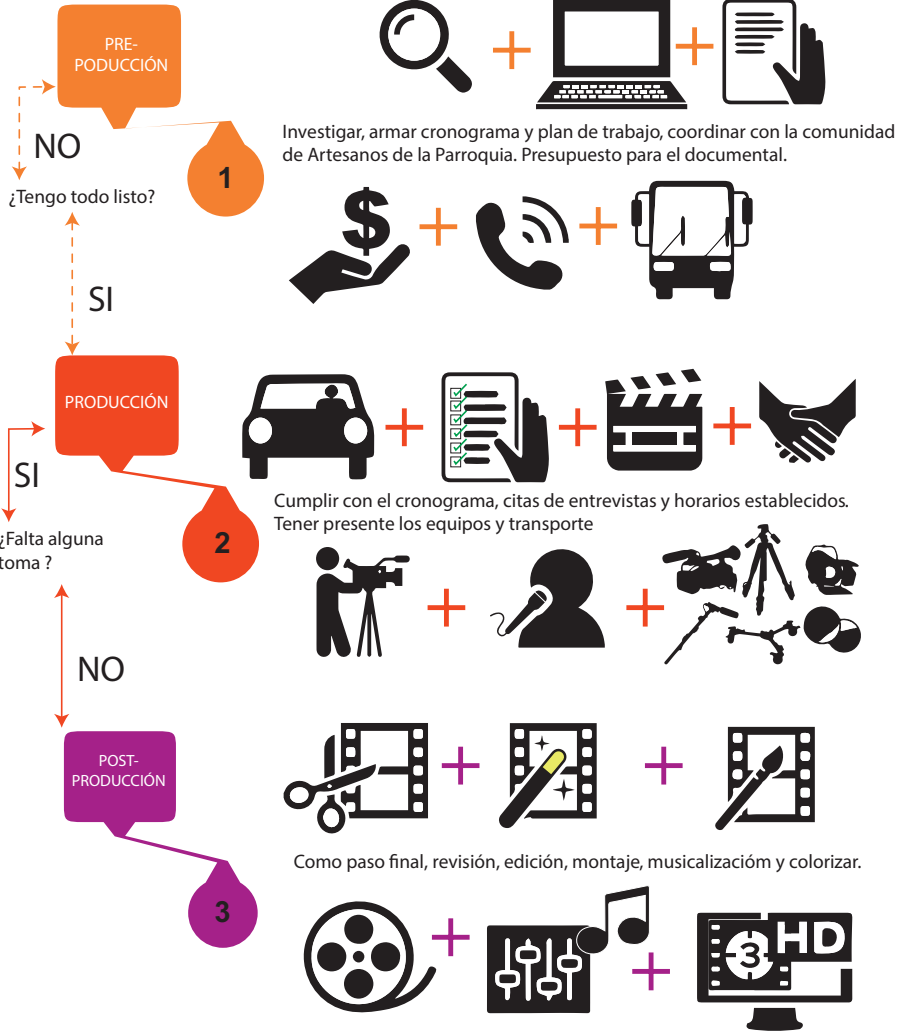 PRE-
PODUCCIÓN
NO
¿Tengo todo listo?
1
Investigar, armar cronograma y plan de trabajo, coordinar con la comunidad
de Artesanos de la Parroquia. Presupuesto para el documental.
$
SI
PRODUCCIÓN
SI
2
Cumplir con el cronograma, citas de entrevistas y horarios establecidos.
Tener presente los equipos y transporte
¿Falta alguna
toma ?
NO
POST-
PRODUCCIÓN
3
Como paso final, revisión, edición, montaje, musicalizacióm y colorizar.
3
HD